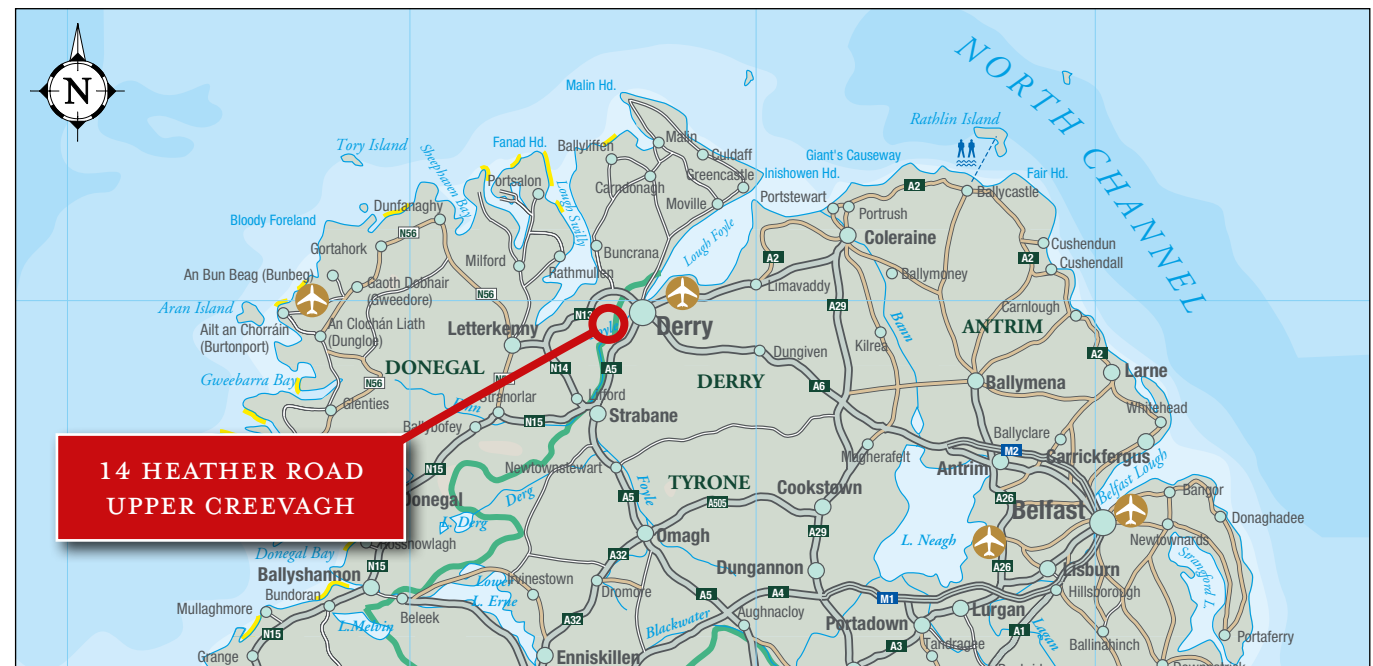 N
NORTH CHANNEL
Malin Hd.
Rathlin Island
Tory Island
Fanad Hd.
Ballyliffen
Malin
Culdaff
Giant's Causeway
Sheephaven Bay
Portsalon
Carndonagh
Greencastle
Inishowen Hd.
Fair Hd.
A2
Ballycastle
Lough Swilly
Moville
Portstewart
Portrush
Bloody Foreland
Dunfanaghy
N56
Gortahork
Buncrana
Lough Foyle
Coleraine
Cushendun
A2
A2
Cushendall
Milford
Rathmullen
An Bun Beag (Bunbeg)
Gaoth Dobhair
(Gweedore)
N56
Limavaddy
Ballymoney
Aran Island
A29
Carnlough
Ailt an Chorráin
(Burtonport)
An Clochán Liath
(Dungloe)
Letterkenny
Derry
Bann
ANTRIM
Kilrea
Dungiven
A2
DONEGAL
N14
A5
DERRY
A6
Ballymena
Larne
Gweebarra Bay
N56
Glenties
Stranorlar
Lifford
Strabane
Whitehead
Ballybofey
N15
Ballyclare
M2
Carrickfergus
14 HEATHER ROAD
UPPER CREEVAGH
N15
Newtownstewart
Magherafelt
Antrim
Belfast Lough
TYRONE
Cookstown
Donegal
Derg
A5
Foyle
A505
A26
Bangor
Belfast
Donaghadee
L. Derg
Omagh
A29
L. Neagh
Newtownards
Rossnowlagh
Donegal Bay
A32
N15
Ballyshannon
Lower
L. Erne
Irvinestown
Dungannon
A26
Lisburn
Strangford L.
Bundoran
Dromore
A5
A4
M1
Hillsborough
Mullaghmore
Beleek
A32
Aughnacloy
Lurgan
N15
L.Melvin
Blackwater
Portadown
Lagan
A1
Ballinahinch
Portaferry
Grange
Enniskillen
A3
Tandragee